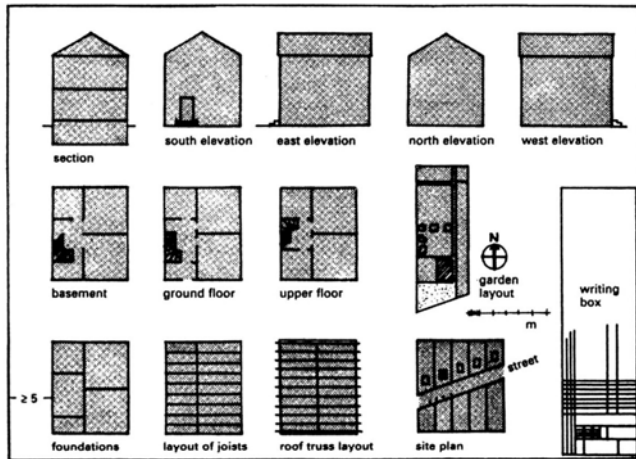 section
south elevation
east elevation
north elevation
west elevation
basement
ground floor
upper floor
N
garden
layout
m
writing
box
≥ 5
foundations
layout of joists
roof truss layout
site plan
street